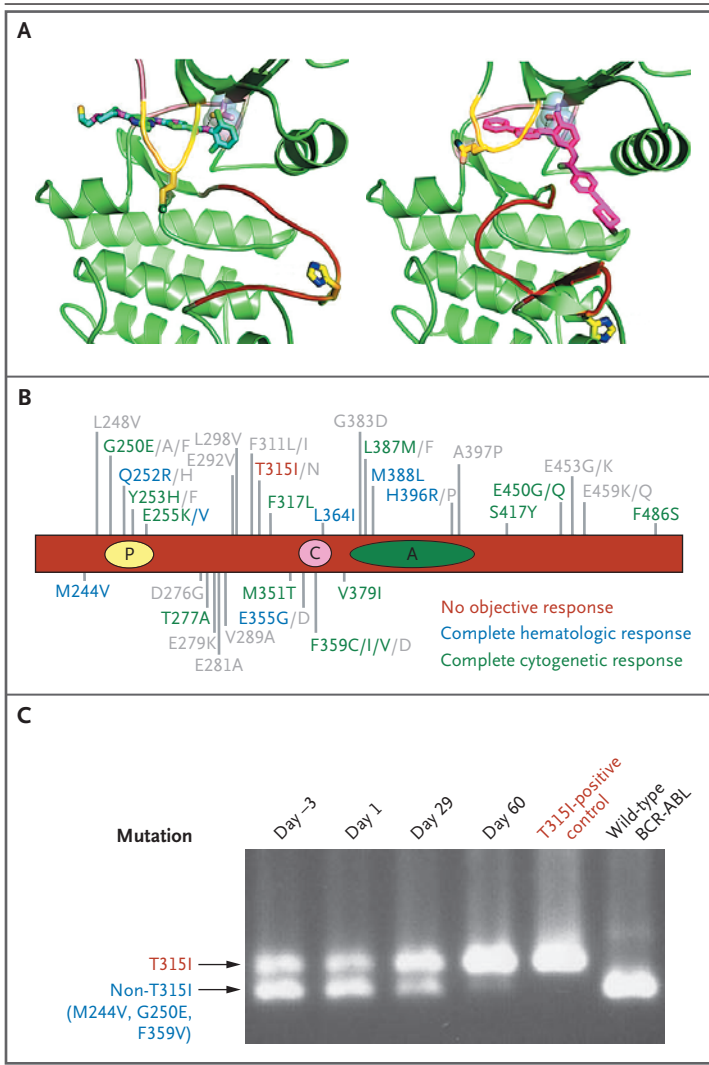 A
B
L248V
G250E/A/F
Q252R/H
Y253H/F
E255K/V
E292V
L298V
F311L/I
T315I/N
F317L
L364I
G383D
L387M/F
M388L
H396R/P
A397P
E450G/Q
S417Y
E453G/K
E459K/Q
F486S
P
C
A
M244V
D276G
T277A
E279K
E281A
V289A
M351T
E355G/D
F359C/I/V/D
V379I
No objective response
Complete hematologic response
Complete cytogenetic response
C
Mutation
Day –3
Day 1
Day 29
Day 60
T315I-positive
control
Wild-type
BCR-ABL
T315I
Non-T315I
(M244V, G250E,
F359V)